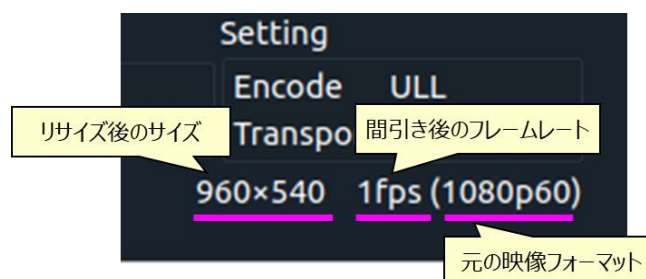 Setting
Encode ULL
リサイズ後のサイズ
Transpo
間引き後のフレームレート
960×540 1fps (1080p60)
元の映像フォーマット